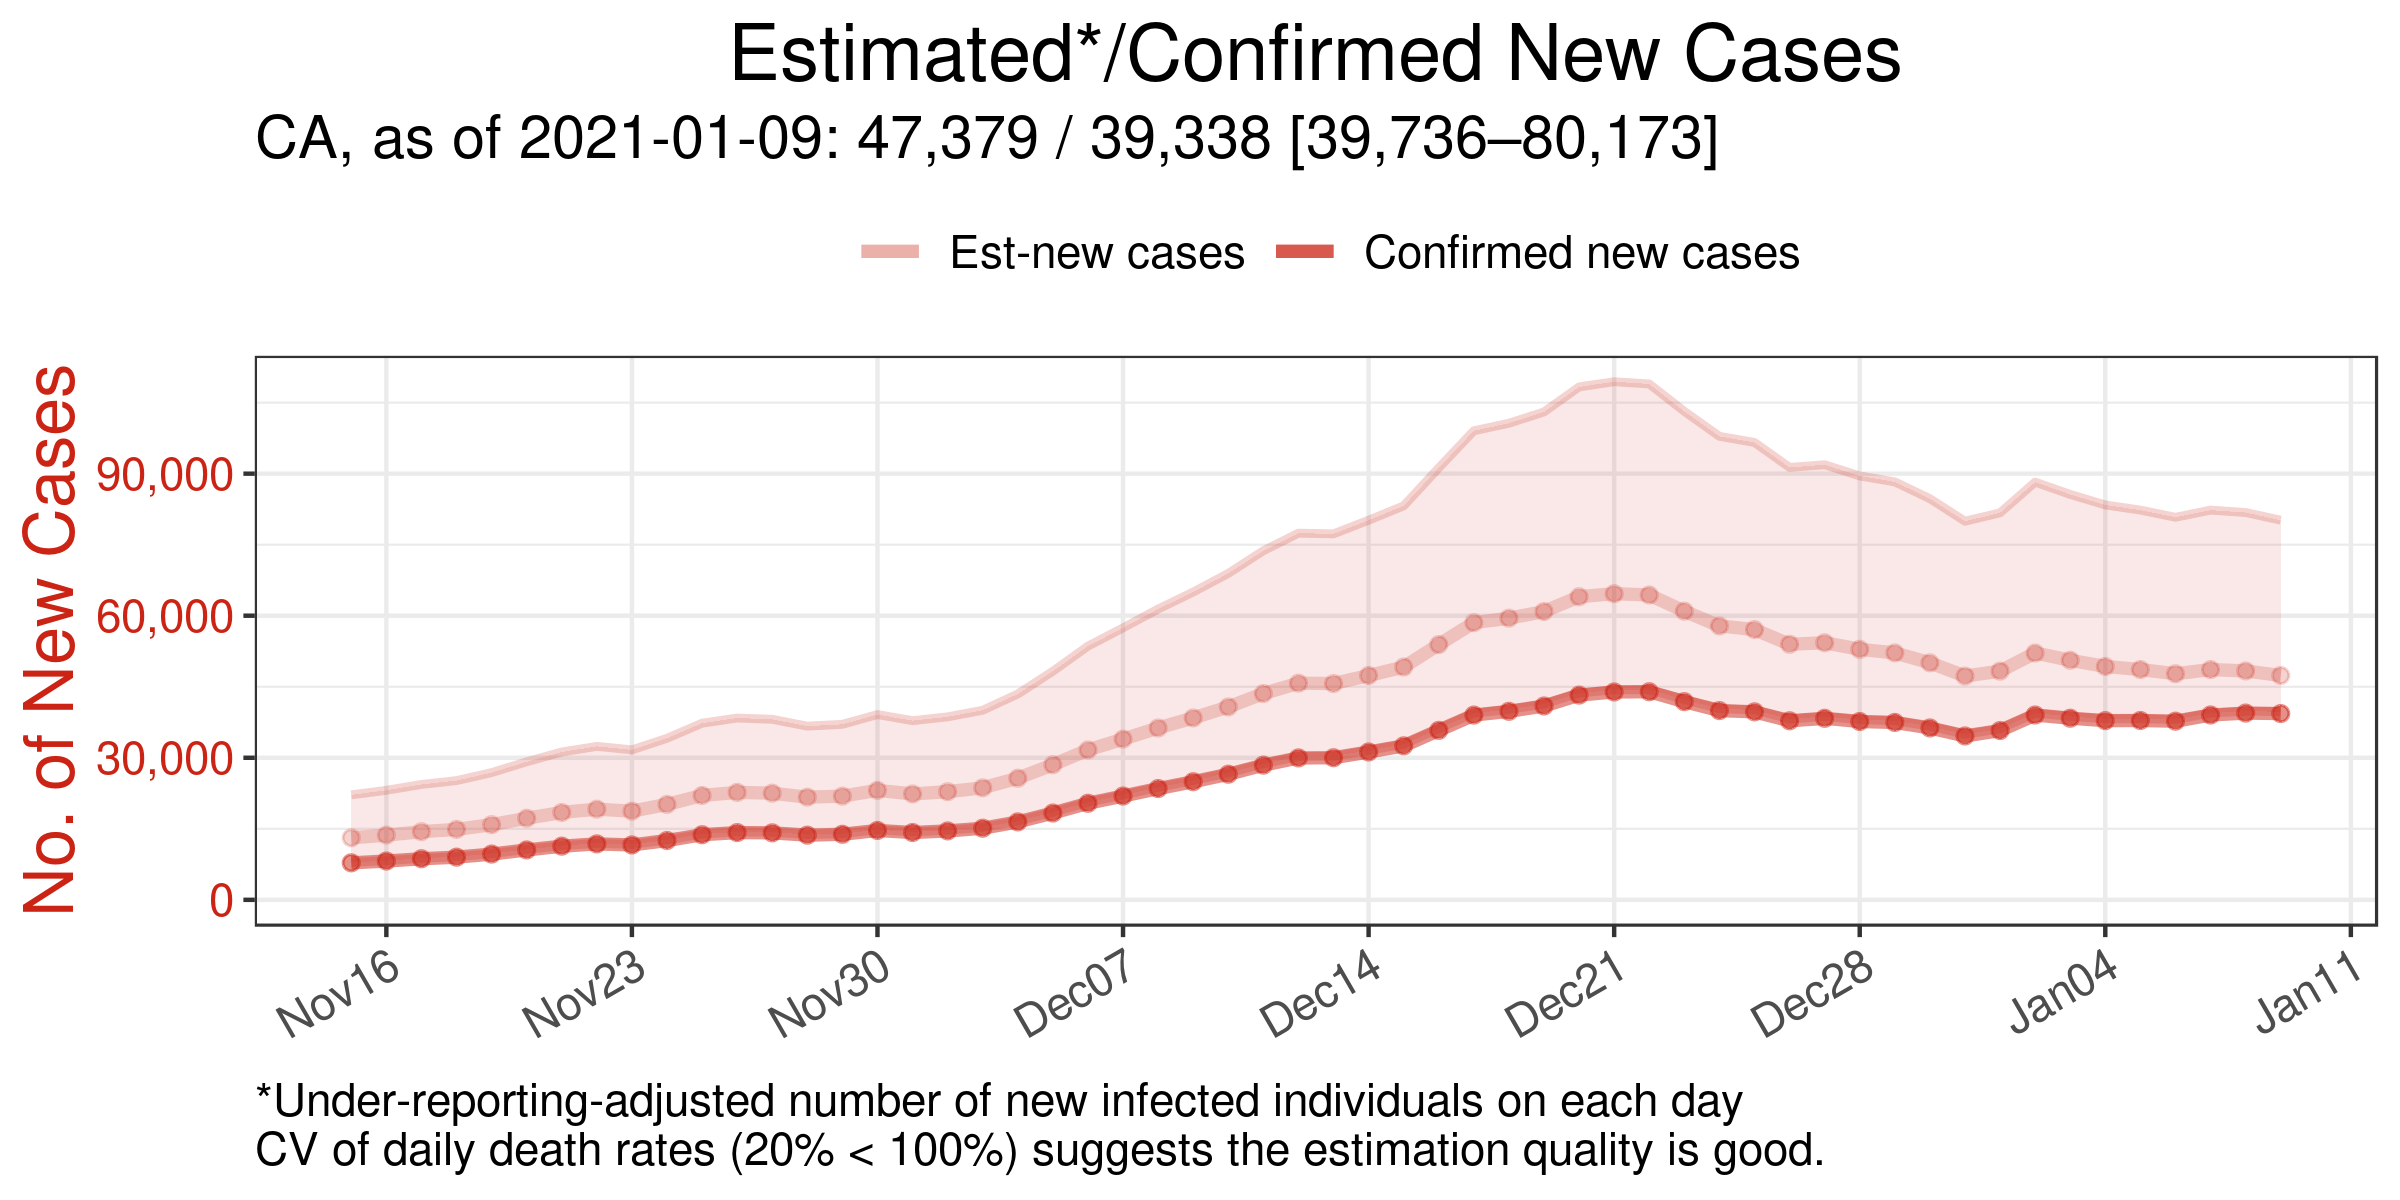 Estimated*/Confirmed New Cases
CA, as of 2021-01-09: 47,379 / 39,338 [39,736–80,173]
Est-new cases
Confirmed new cases
No. of New Cases
90,000
60,000
30,000
0
Nov16
Nov23
Nov30
Dec07
Dec14
Dec21
Dec28
Jan04
Jan11
*Under-reporting-adjusted number of new infected individuals on each day
CV of daily death rates (20% < 100%) suggests the estimation quality is good.